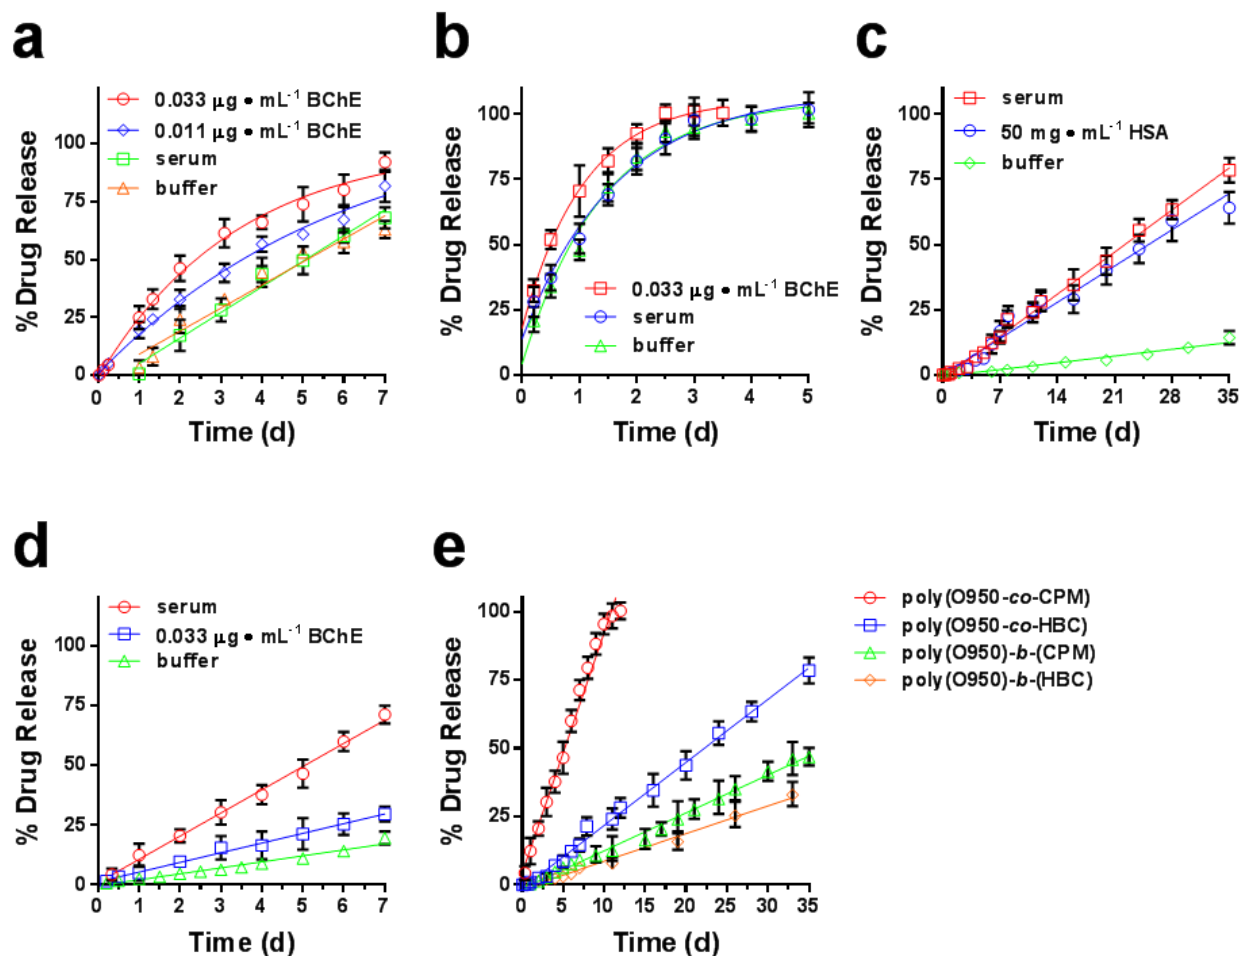 a
0.033 µg • mL⁻¹ BChE
0.011 µg • mL⁻¹ BChE
serum
buffer
% Drug Release
100
75
50
25
0
0 1 2 3 4 5 6 7
Time (d)
b
% Drug Release
100
50
0
0.033 µg • mL⁻¹ BChE
serum
buffer
0 1 2 3 4 5
Time (d)
c
serum
50 mg • mL⁻¹ HSA
buffer
% Drug Release
100
75
50
25
0
0 7 14 21 28 35
Time (d)
d
serum
0.033 µg • mL⁻¹ BChE
buffer
% Drug Release
100
75
50
25
0
0 1 2 3 4 5 6 7
Time (d)
e
% Drug Release
100
75
50
25
0
0 5 10 15 20 25 30 35
Time (d)
poly(O950-co-CPM)
poly(O950-co-HBC)
poly(O950)-b-(CPM)
poly(O950)-b-(HBC)